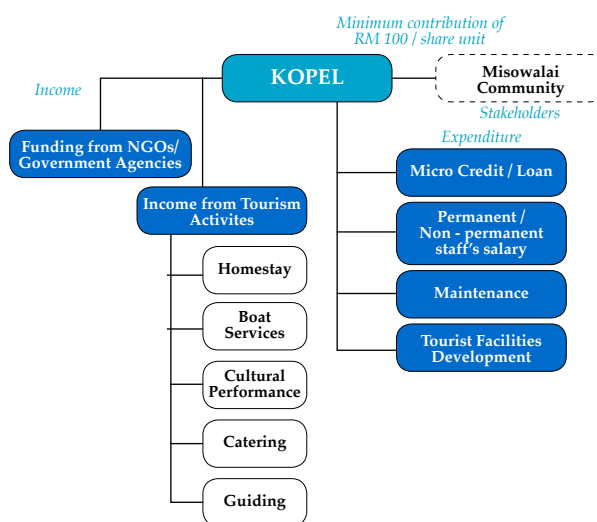 Minimum contribution of
RM 100 / share unit
KOPEL
Misowalai
Community
Stakeholders
Income
Funding from NGOs/
Government Agencies
Income from Tourism
Activites
Homestay
Boat
Services
Cultural
Performance
Catering
Guiding
Expenditure
Micro Credit / Loan
Permanent /
Non - permanent
staff's salary
Maintenance
Tourist Facilities
Development